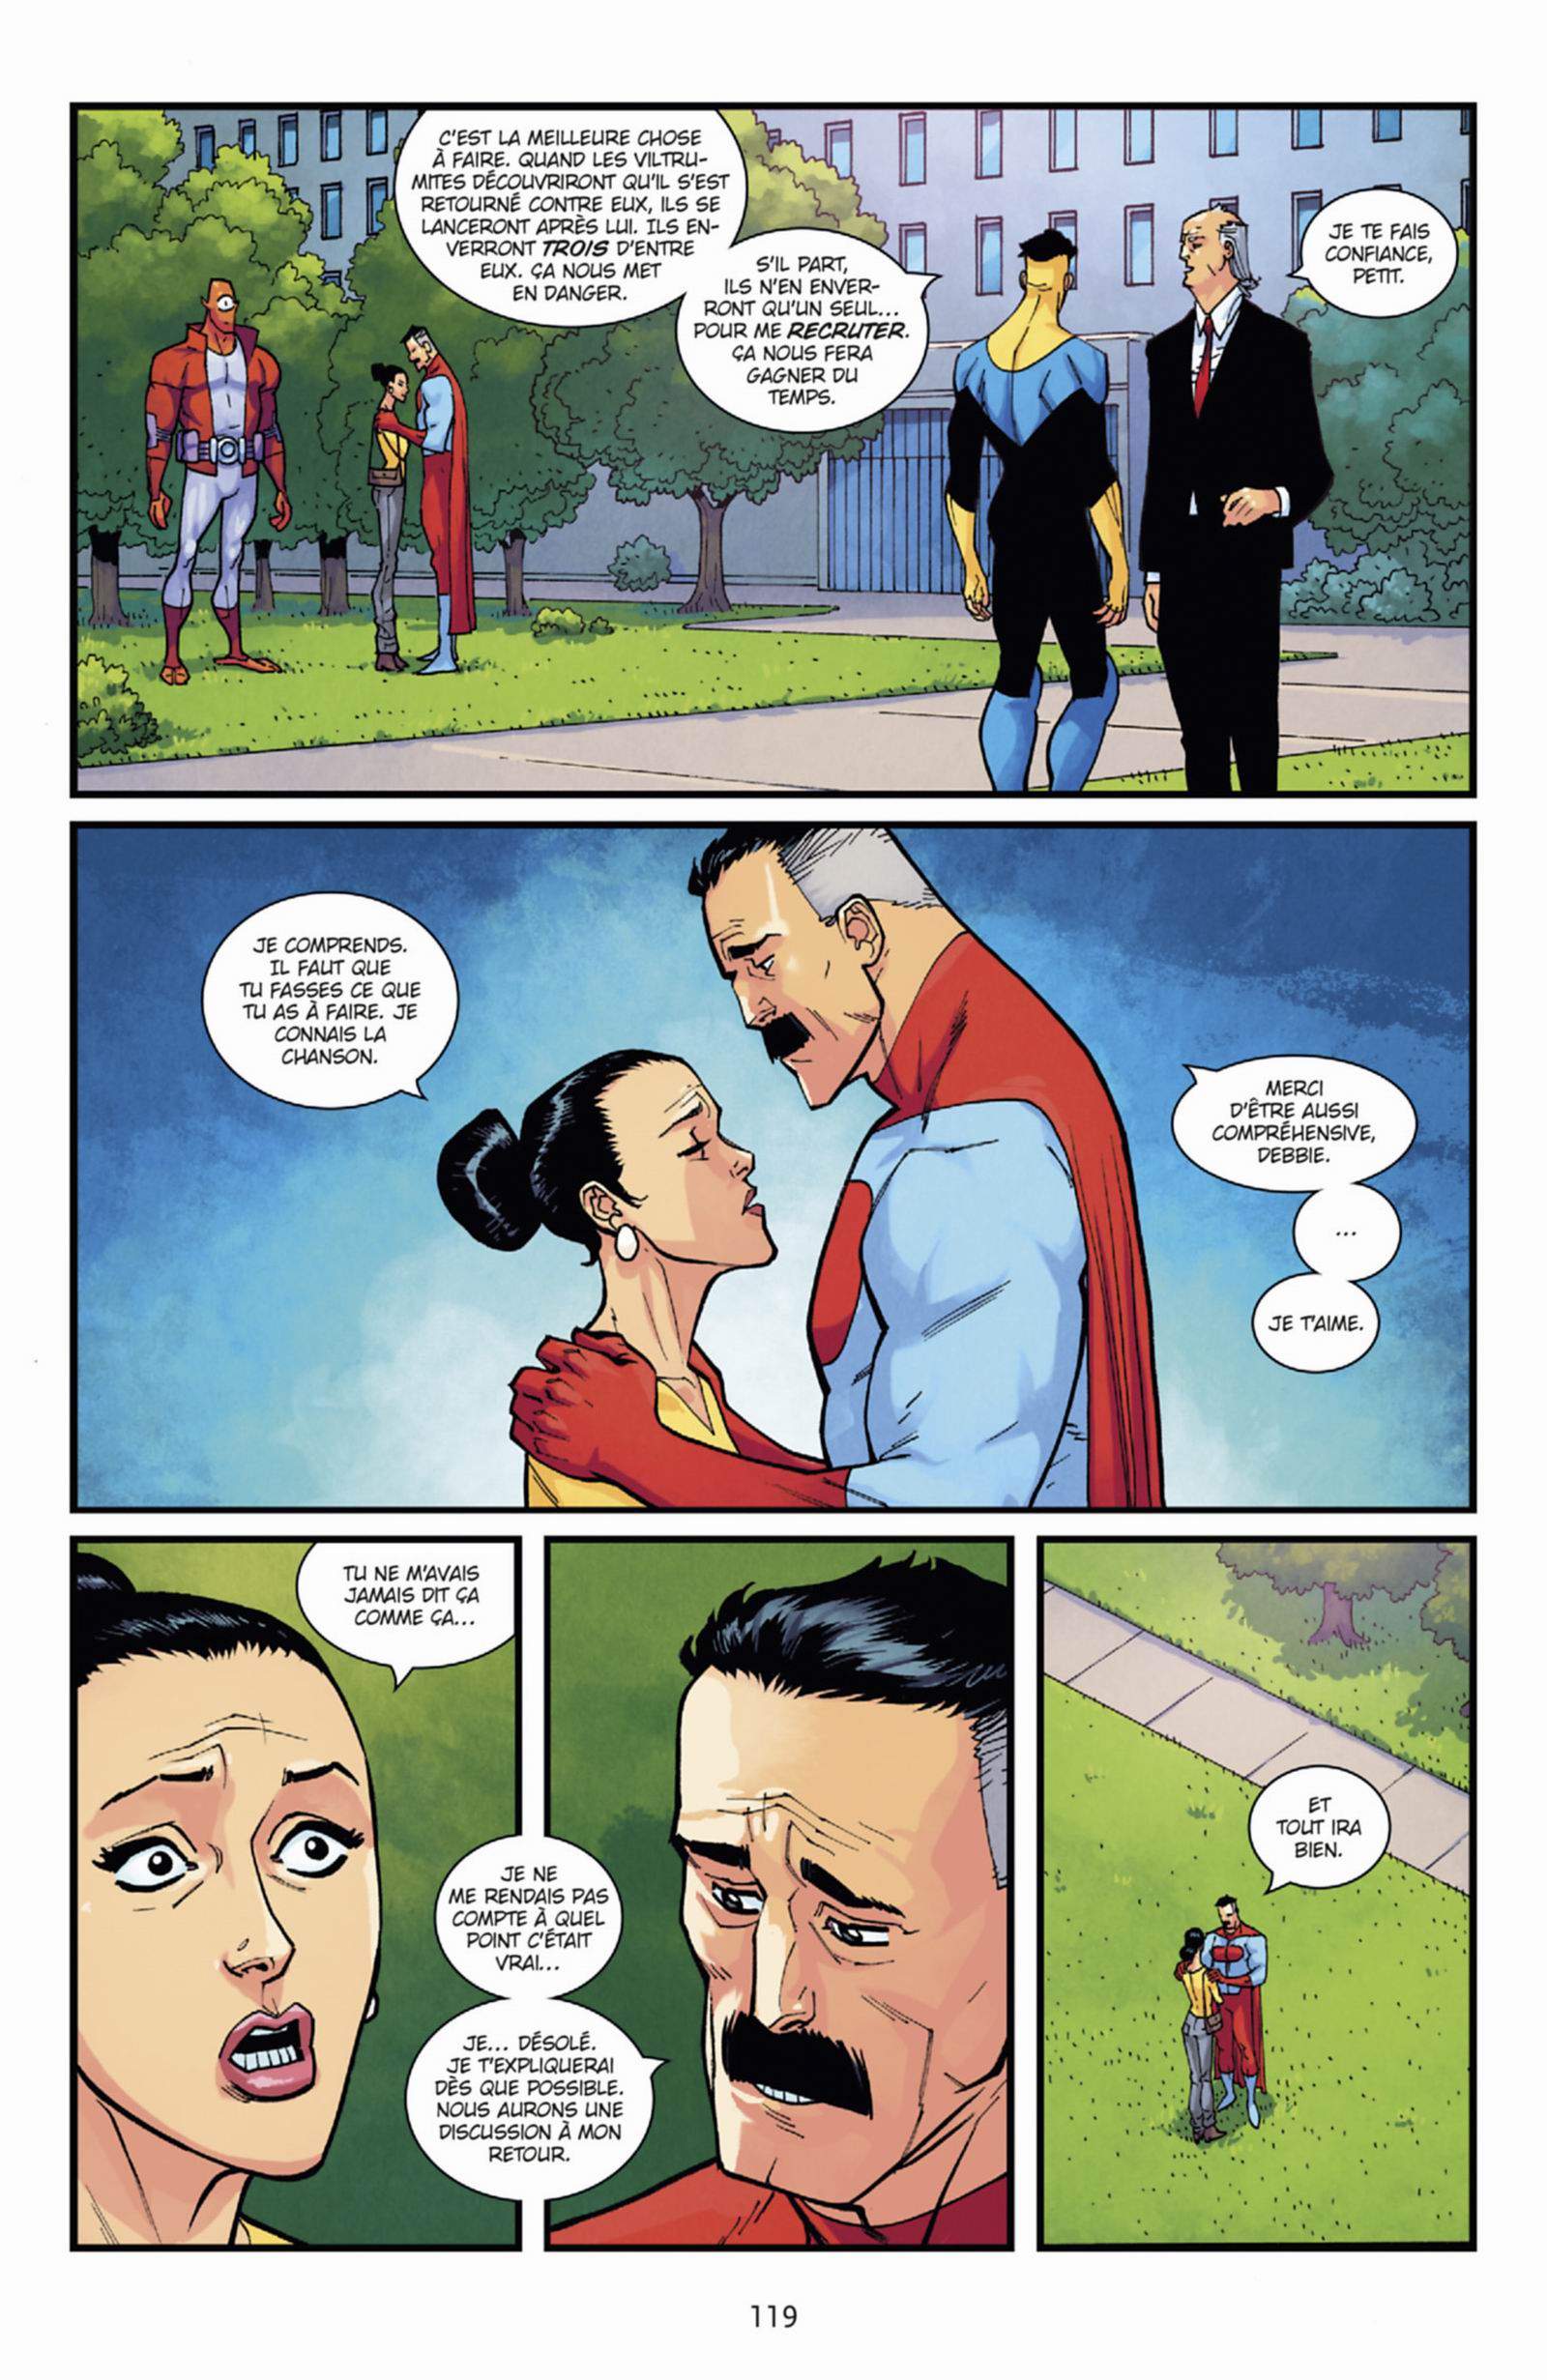 C'EST LA MEILLEURE CHOSE
À FAIRE. QUAND LES VILTRU-
MITES DÉCOUVRIRONT QU'IL S'EST
RETOURNÉ CONTRE EUX, ILS SE
LANCERONT APRÈS LUI. ILS EN-
VERRONT TROIS D'ENTRE
EUX. ÇA NOUS MET
EN DANGER.
S'IL PART,
ILS N'EN ENVER-
RONT QU'UN SEUL...
POUR ME RECRUTER.
ÇA NOUS FERA
GAGNER DU
TEMPS.
JE TE FAIS
CONFIANCE,
PETIT.
JE COMPRENDS.
IL FAUT QUE
TU FASSES CE QUE
TU AS À FAIRE. JE
CONNAIS LA
CHANSON.
MERCI
D'ÊTRE AUSSI
COMPRÉHENSIVE,
DEBBIE.
...
JE T'AIME.
TU NE M'AVAIS
JAMAIS DIT ÇA
COMME ÇA...
JE NE
ME RENDAIS PAS
COMPTE À QUEL
POINT C'ÉTAIT
VRAI...
JE... DÉSOLÉ.
JE T'EXPLIQUERAI
DÈS QUE POSSIBLE.
NOUS AURONS UNE
DISCUSSION À MON
RETOUR.
ET
TOUT IRA
BIEN.
119